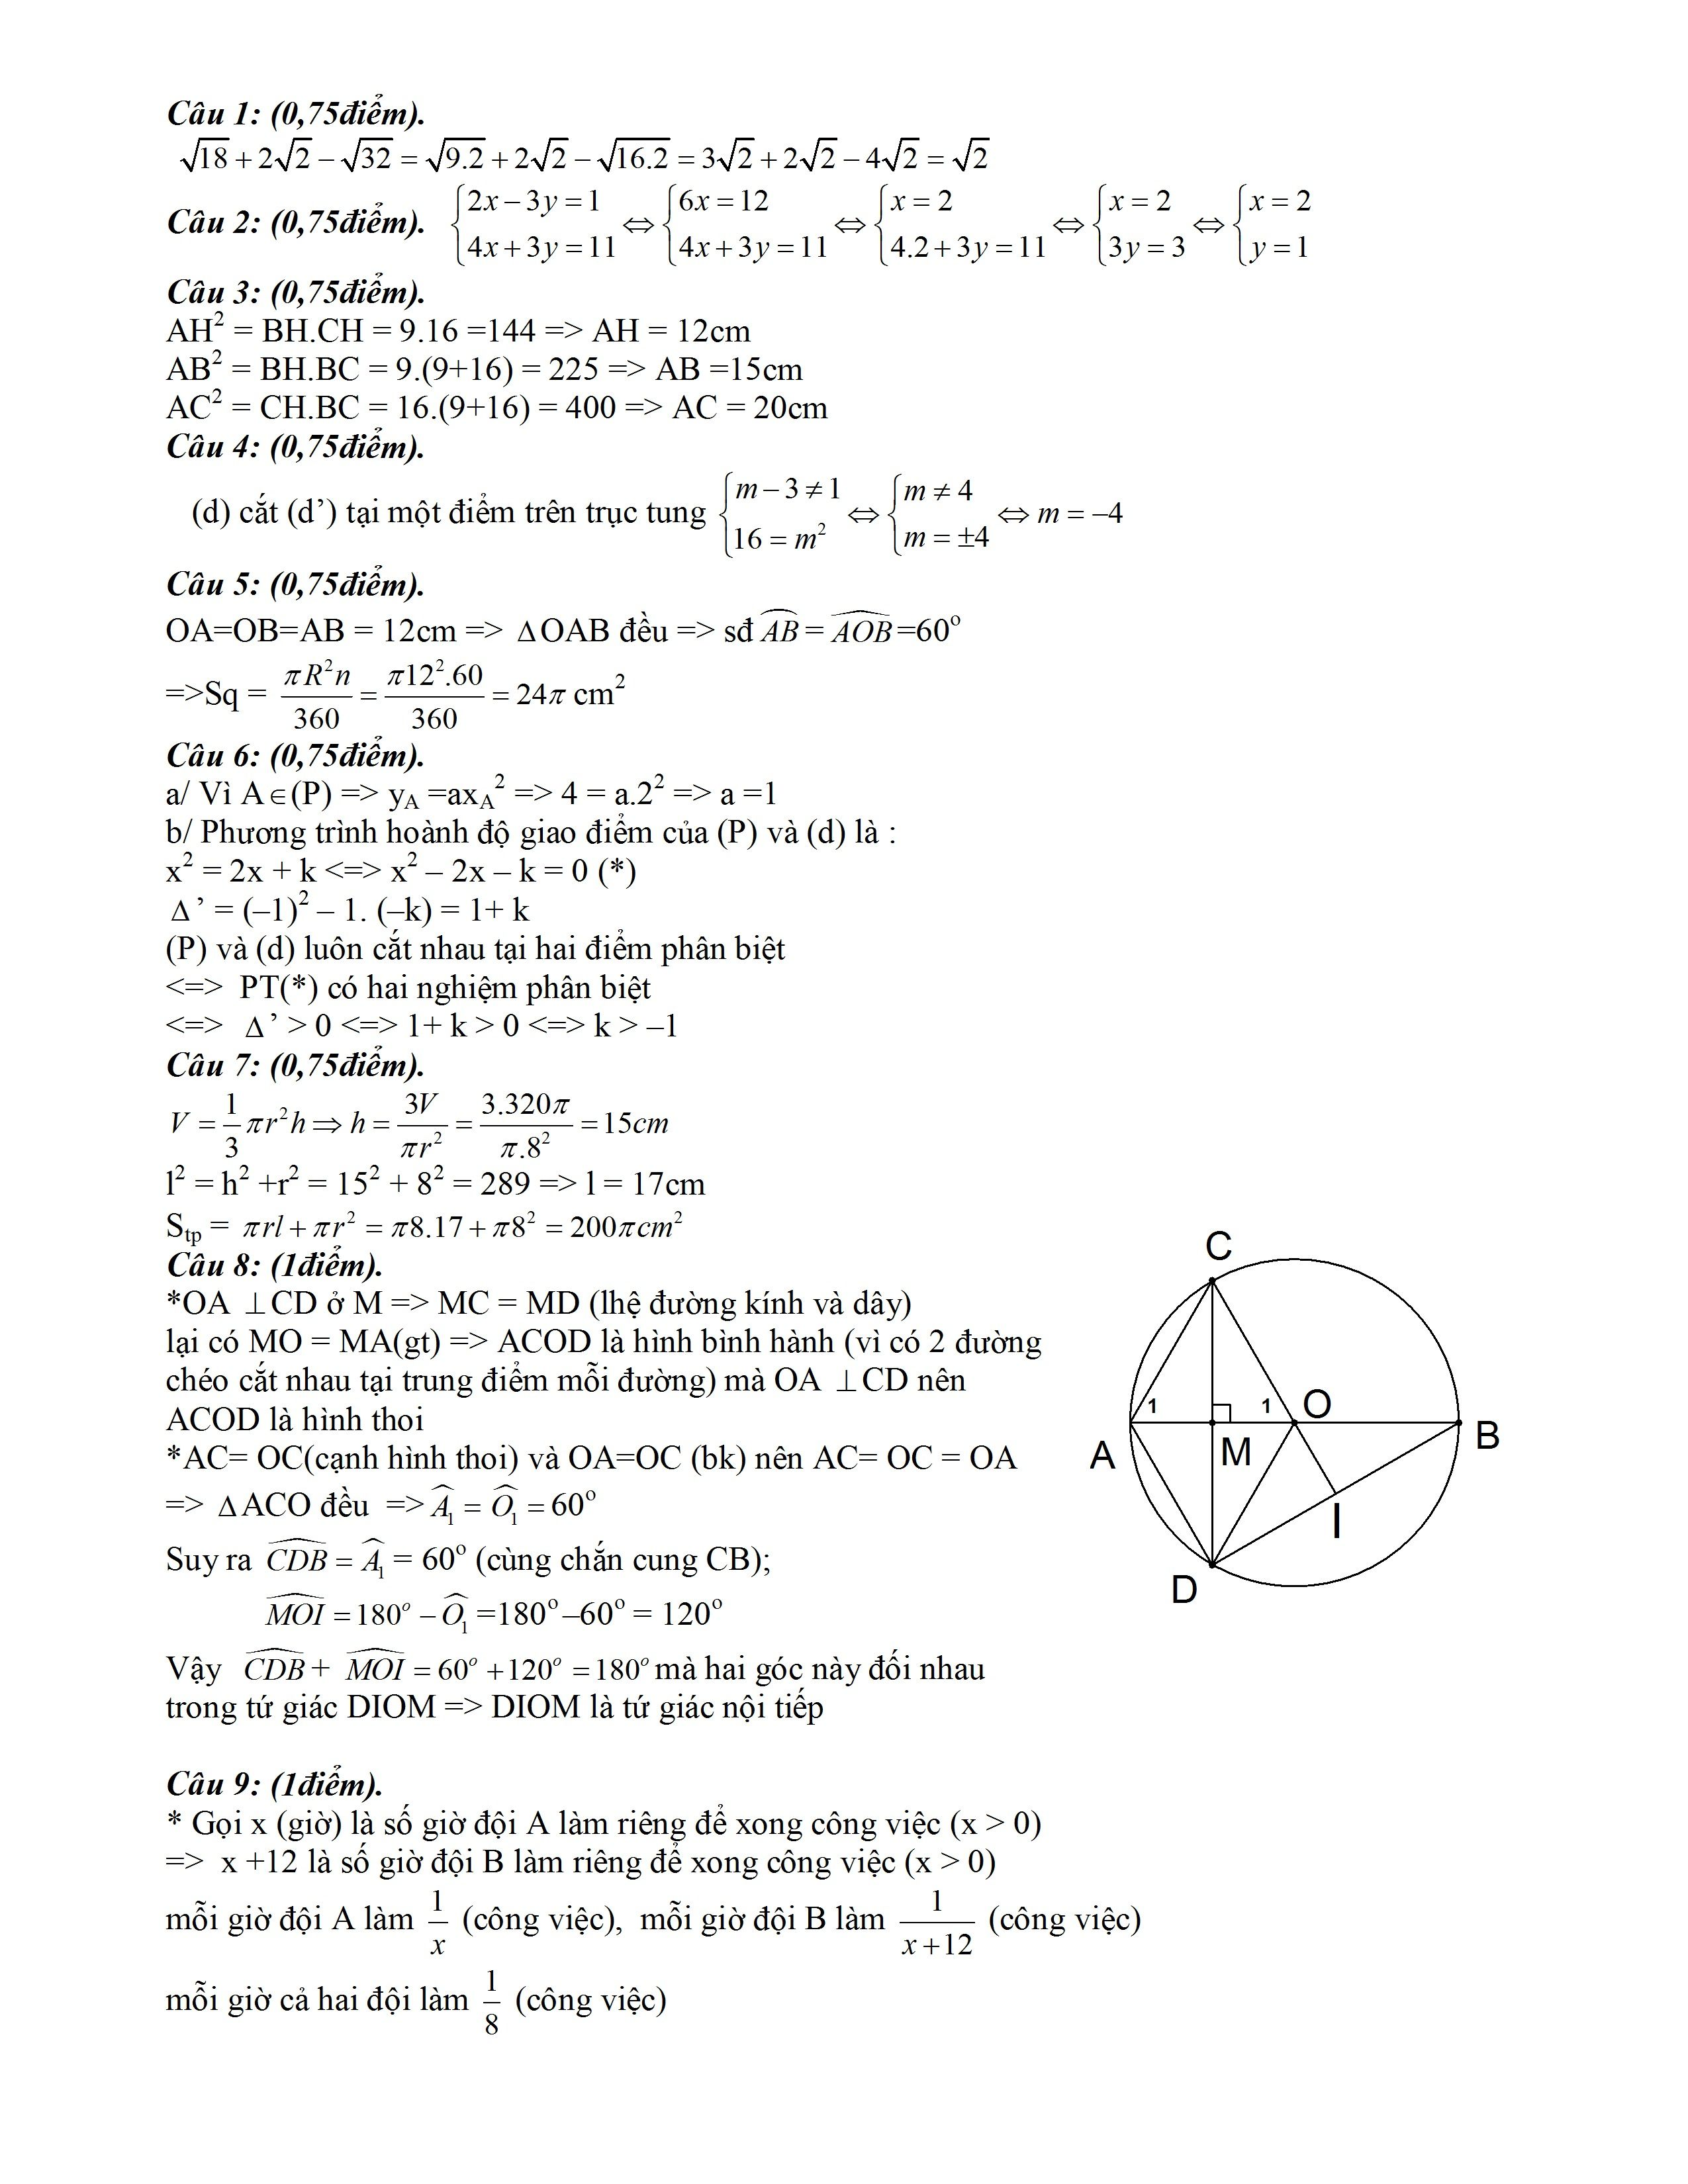 Câu 1: (0,75điểm).
√18 + 2√2 − √32 = √9.2 + 2√2 − √16.2 = 3√2 + 2√2 − 4√2 = √2
Câu 2: (0,75điểm). {2x − 3y = 1; 4x + 3y = 11 ⇔ {6x = 12; 4x + 3y = 11 ⇔ {x = 2; 4.2 + 3y = 11 ⇔ {x = 2; 3y = 3 ⇔ {x = 2; y = 1
Câu 3: (0,75điểm).
AH² = BH.CH = 9.16 =144 => AH = 12cm
AB² = BH.BC = 9.(9+16) = 225 => AB =15cm
AC² = CH.BC = 16.(9+16) = 400 => AC = 20cm
Câu 4: (0,75điểm).
(d) cắt (d’) tại một điểm trên trục tung {m − 3 ≠ 1; 16 = m² ⇔ {m ≠ 4; m = ±4 ⇔ m = −4
Câu 5: (0,75điểm).
OA=OB=AB = 12cm => ΔOAB đều => sđ AB = AOB =60°
=>Sq = πR²n/360 = π12².60/360 = 24π cm²
Câu 6: (0,75điểm).
a/ Vì A∈(P) => y_A =ax_A² => 4 = a.2² => a =1
b/ Phương trình hoành độ giao điểm của (P) và (d) là :
x² = 2x + k <=> x² – 2x – k = 0 (*)
Δ’ = (–1)² – 1. (–k) = 1+ k
(P) và (d) luôn cắt nhau tại hai điểm phân biệt
<=> PT(*) có hai nghiệm phân biệt
<=> Δ’ > 0 <=> 1+ k > 0 <=> k > –1
Câu 7: (0,75điểm).
V = 1/3 πr²h ⇒ h = 3V/πr² = 3.320π/π.8² = 15cm
l² = h² +r² = 15² + 8² = 289 => l = 17cm
S_tp = πrl + πr² = π8.17 + π8² = 200πcm²
Câu 8: (1điểm).
*OA ⊥CD ở M => MC = MD (lhệ đường kính và dây)
lại có MO = MA(gt) => ACOD là hình bình hành (vì có 2 đường
chéo cắt nhau tại trung điểm mỗi đường) mà OA ⊥CD nên
ACOD là hình thoi
*AC= OC(cạnh hình thoi) và OA=OC (bk) nên AC= OC = OA
=> ΔACO đều => A₁ = O₁ = 60°
Suy ra CDB = A₁ = 60° (cùng chắn cung CB);
MOI = 180° − O₁ =180° –60° = 120°
Vậy CDB + MOI = 60° +120° =180° mà hai góc này đối nhau
trong tứ giác DIOM => DIOM là tứ giác nội tiếp
C
1
1
O
A
M
B
I
D
Câu 9: (1điểm).
* Gọi x (giờ) là số giờ đội A làm riêng để xong công việc (x > 0)
=> x +12 là số giờ đội B làm riêng để xong công việc (x > 0)
mỗi giờ đội A làm 1/x (công việc), mỗi giờ đội B làm 1/(x+12) (công việc)
mỗi giờ cả hai đội làm 1/8 (công việc)